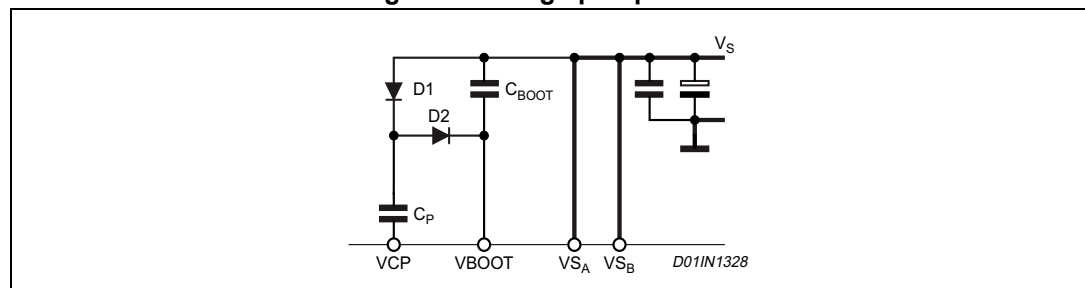 V_S
D1
C_BOOT
D2
C_P
VCP VBOOT VS_A VS_B D01IN1328